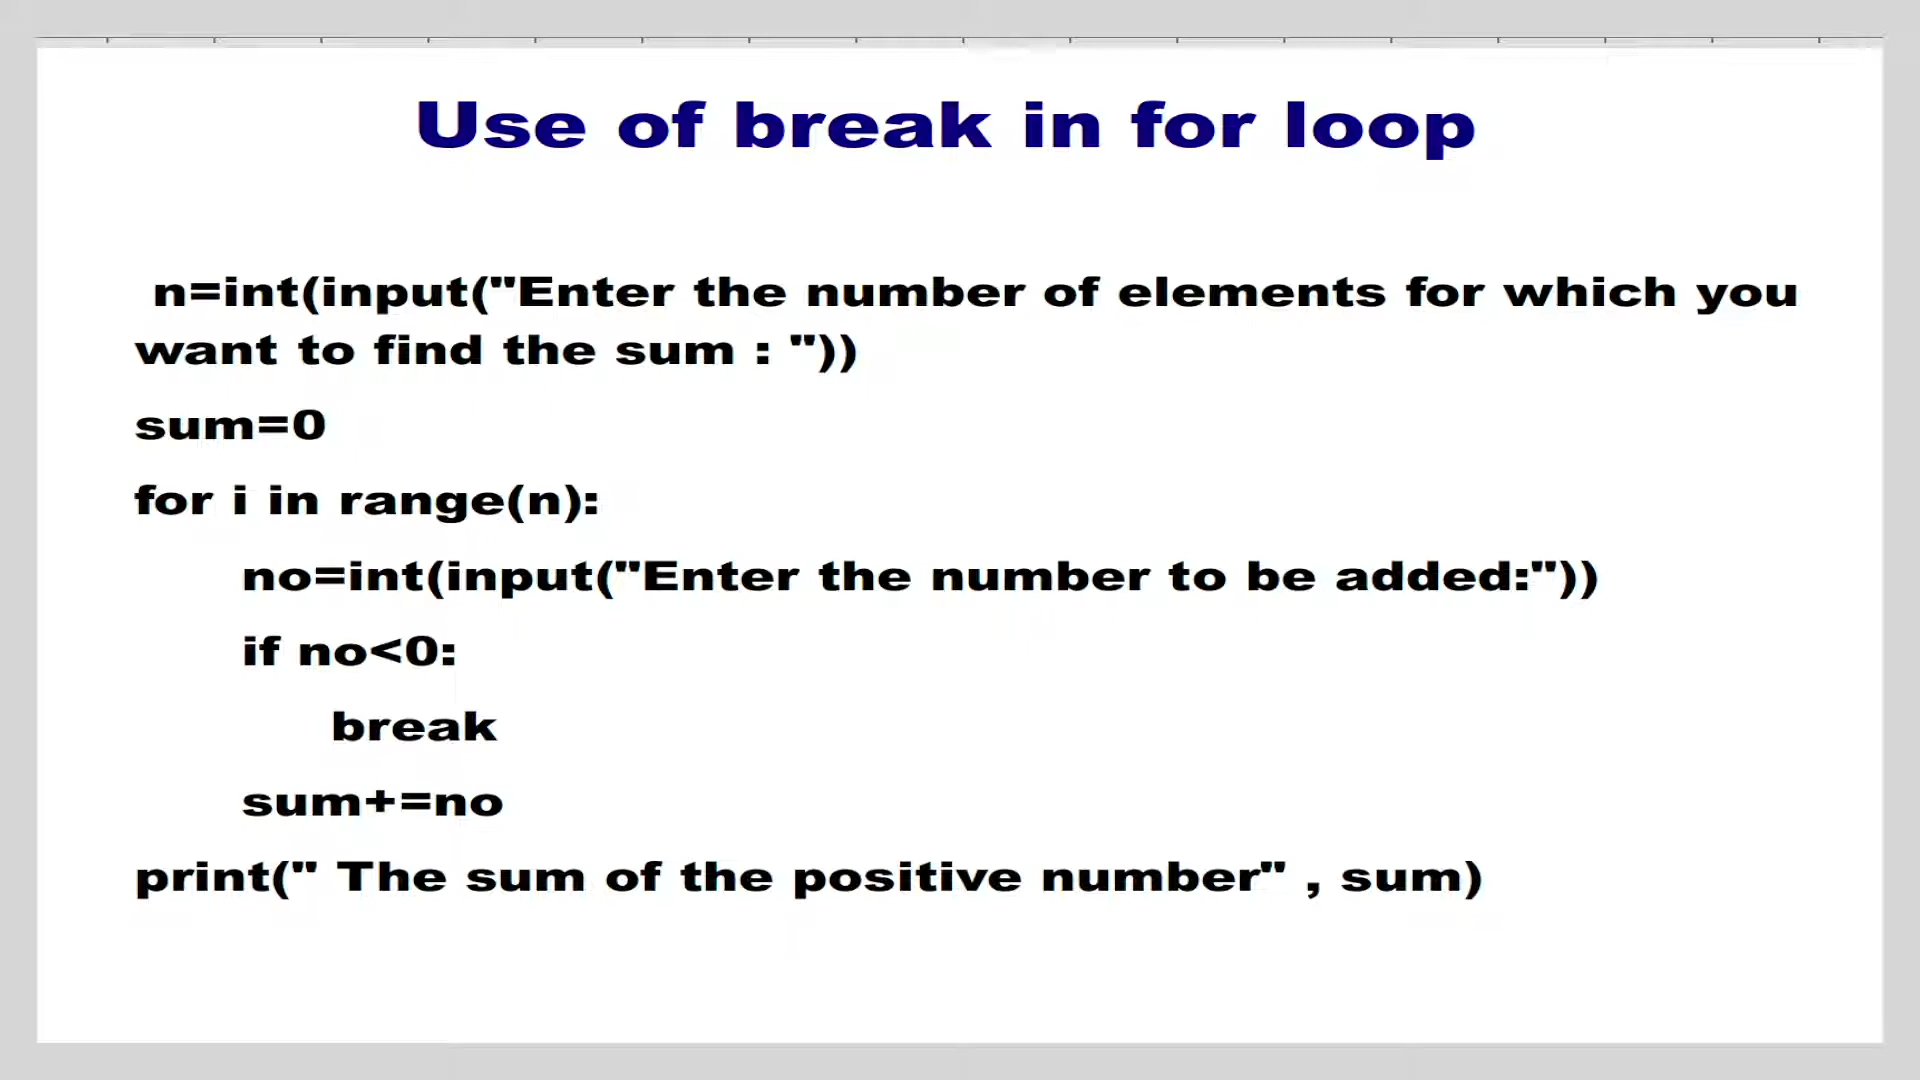 Use of break in for loop
n=int(input("Enter the number of elements for which you
want to find the sum : "))
sum=0
for i in range(n):
no=int(input("Enter the number to be added:"))
if no<0:
break
sum+=no
print(" The sum of the positive number" , sum)